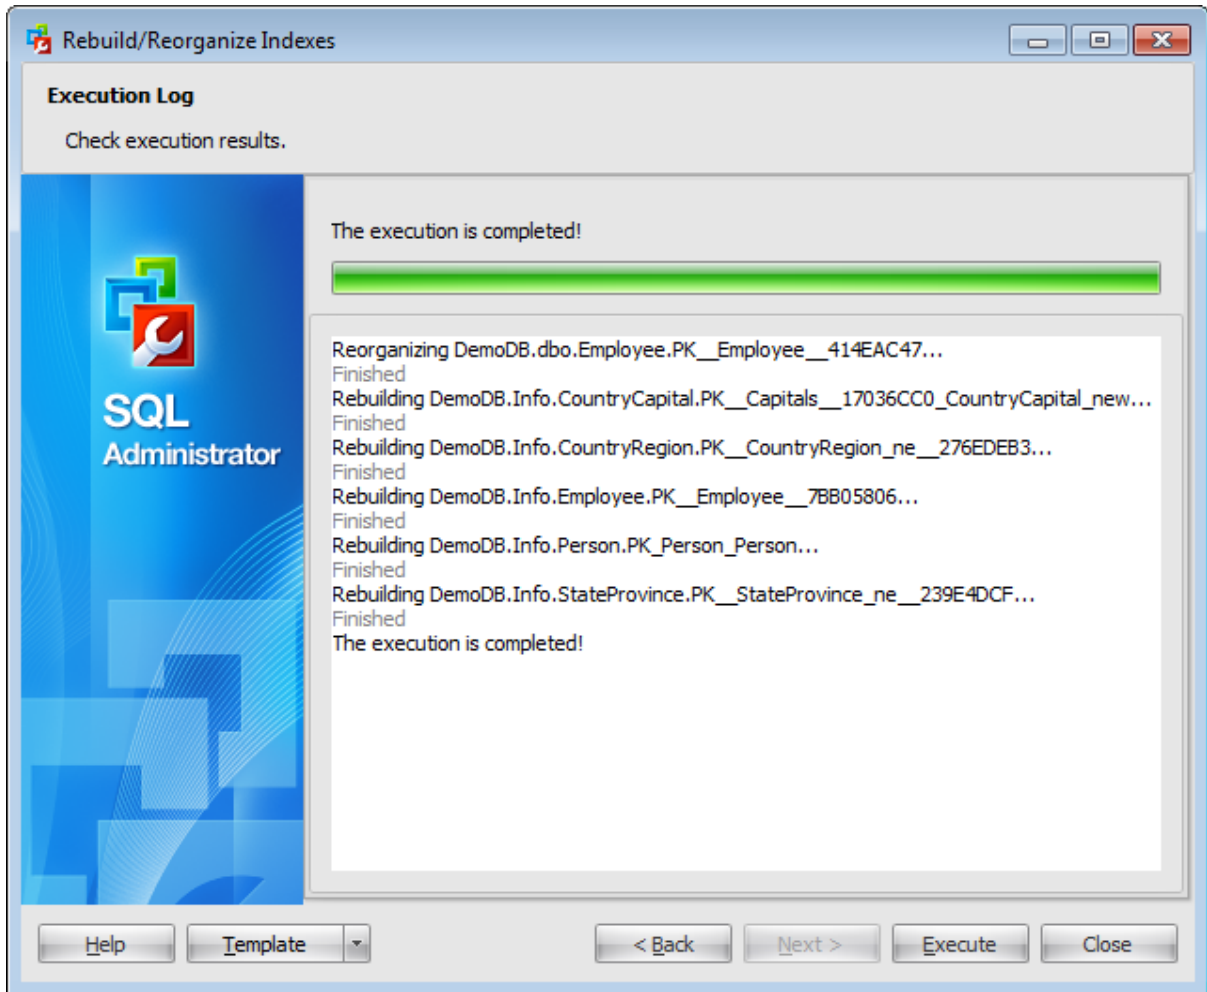 Rebuild/Reorganize Indexes
Execution Log
Check execution results.
The execution is completed!
SQL
Administrator
Reorganizing DemoDB.dbo.Employee.PK__Employee__414EAC47...
Finished
Rebuilding DemoDB.Info.CountryCapital.PK__Capitals__17036CC0_CountryCapital_new...
Finished
Rebuilding DemoDB.Info.CountryRegion.PK__CountryRegion_ne__276EDEB3...
Finished
Rebuilding DemoDB.Info.Employee.PK__Employee__7BB05806...
Finished
Rebuilding DemoDB.Info.Person.PK_Person_Person...
Finished
Rebuilding DemoDB.Info.StateProvince.PK__StateProvince_ne__239E4DCF...
Finished
The execution is completed!
Help Template < Back Next > Execute Close